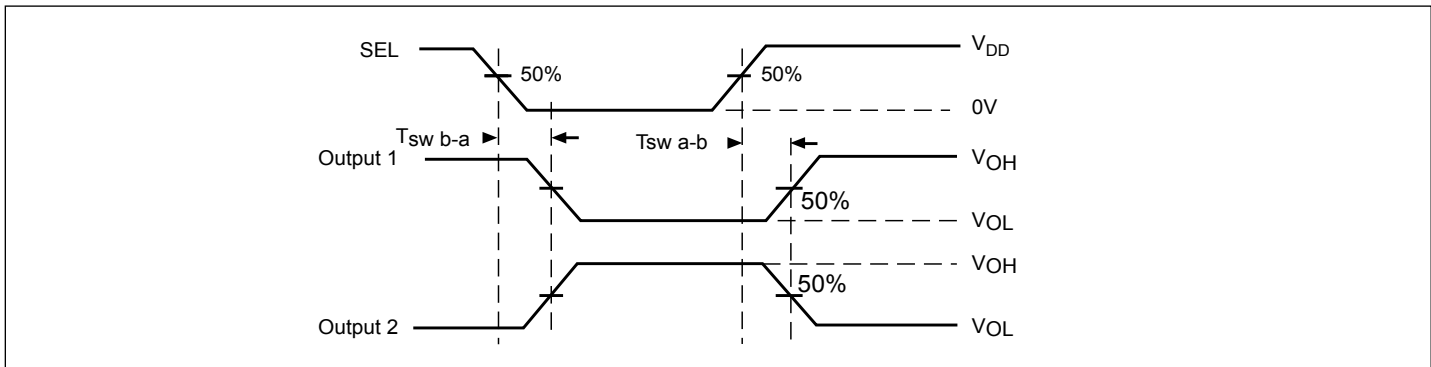 SEL
50%
50%
VDD
0V
Tsw b-a
Tsw a-b
Output 1
50%
VOH
VOL
VOH
50%
Output 2
VOL